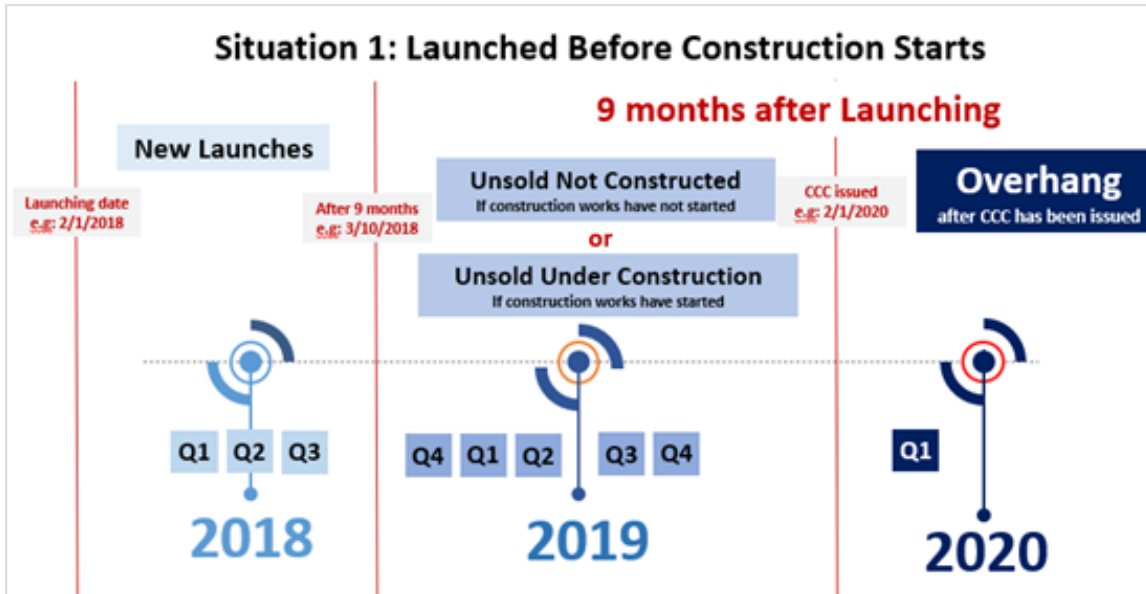 Situation 1: Launched Before Construction Starts
9 months after Launching
New Launches
Launching date
e.g: 2/1/2018
After 9 months
e.g: 3/10/2018
Unsold Not Constructed
If construction works have not started
or
Unsold Under Construction
If construction works have started
CCC issued
e.g: 2/1/2020
Overhang
after CCC has been issued
Q1 Q2 Q3
Q4 Q1 Q2 Q3 Q4
Q1
2018
2019
2020